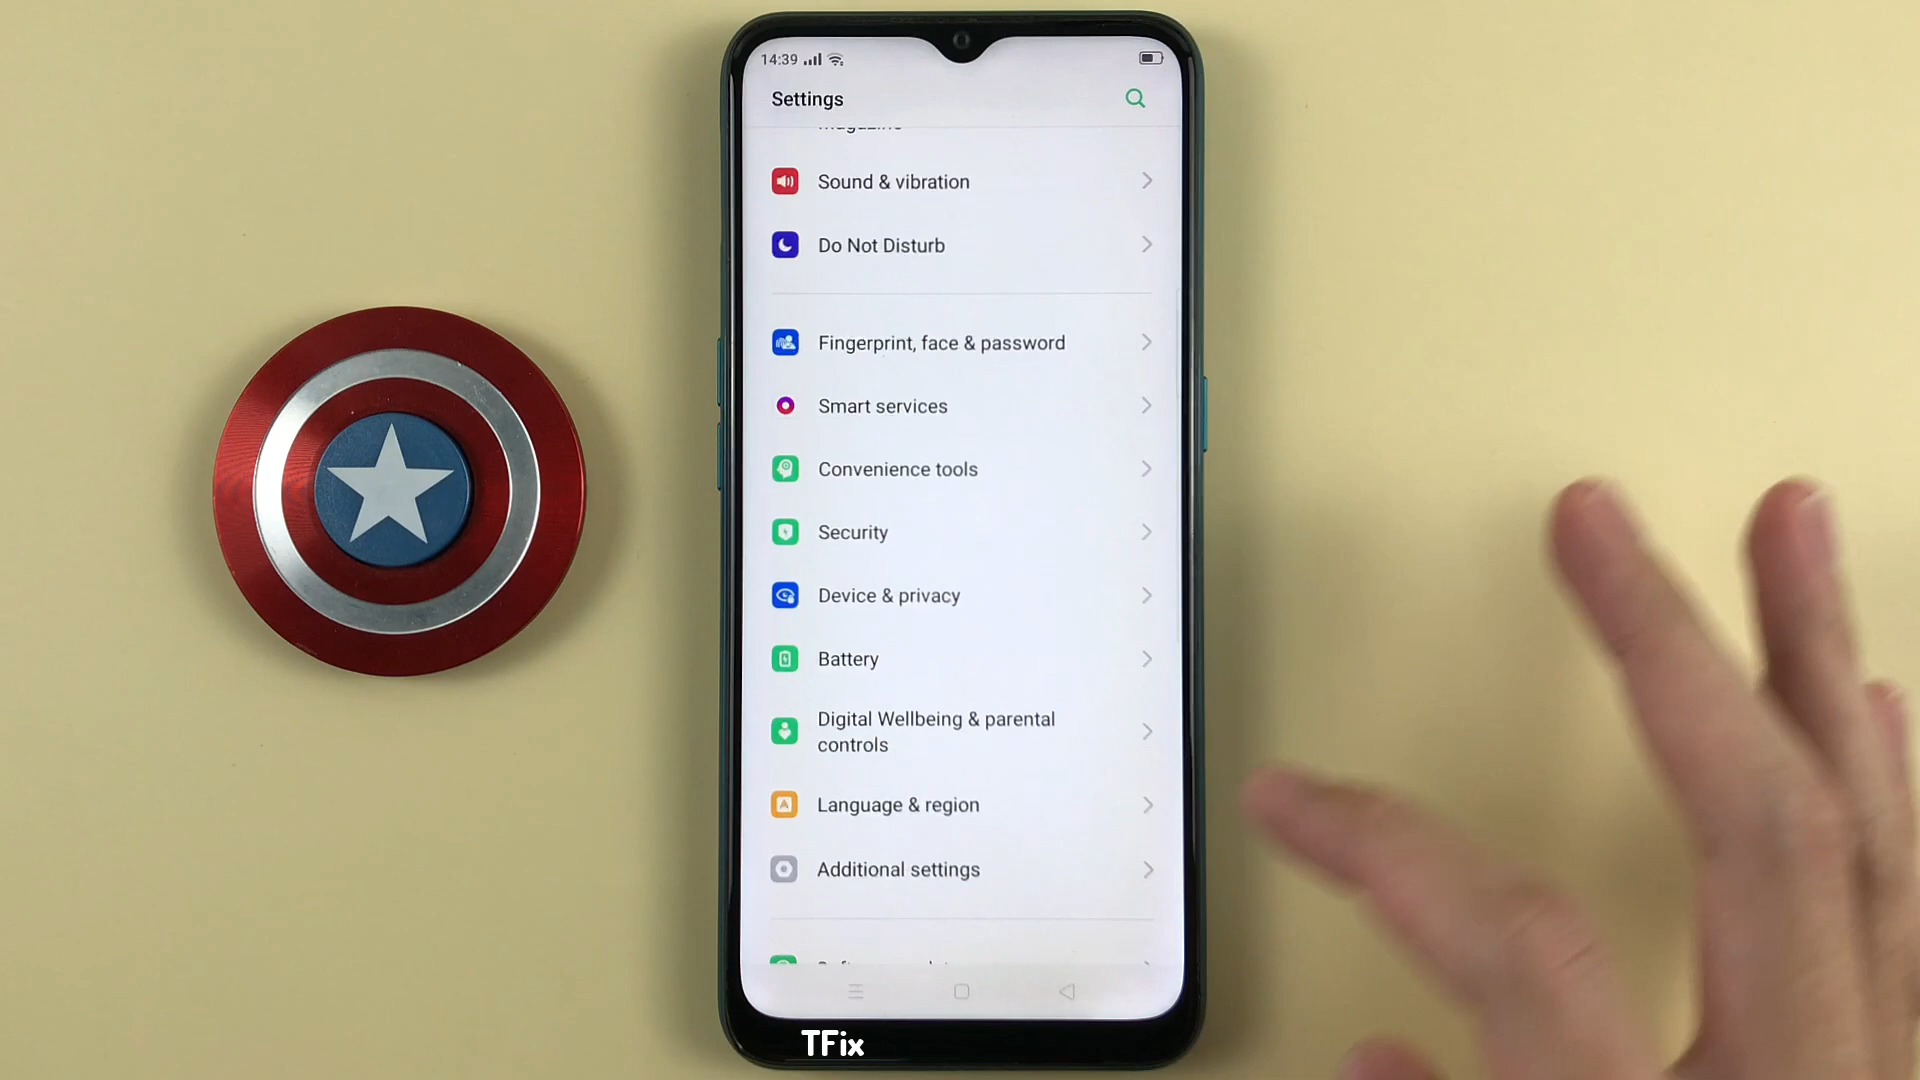 14:39
Settings
Sound & vibration
Do Not Disturb
Fingerprint, face & password
Smart services
Convenience tools
Security
Device & privacy
Battery
Digital Wellbeing & parental
controls
Language & region
Additional settings
TFix